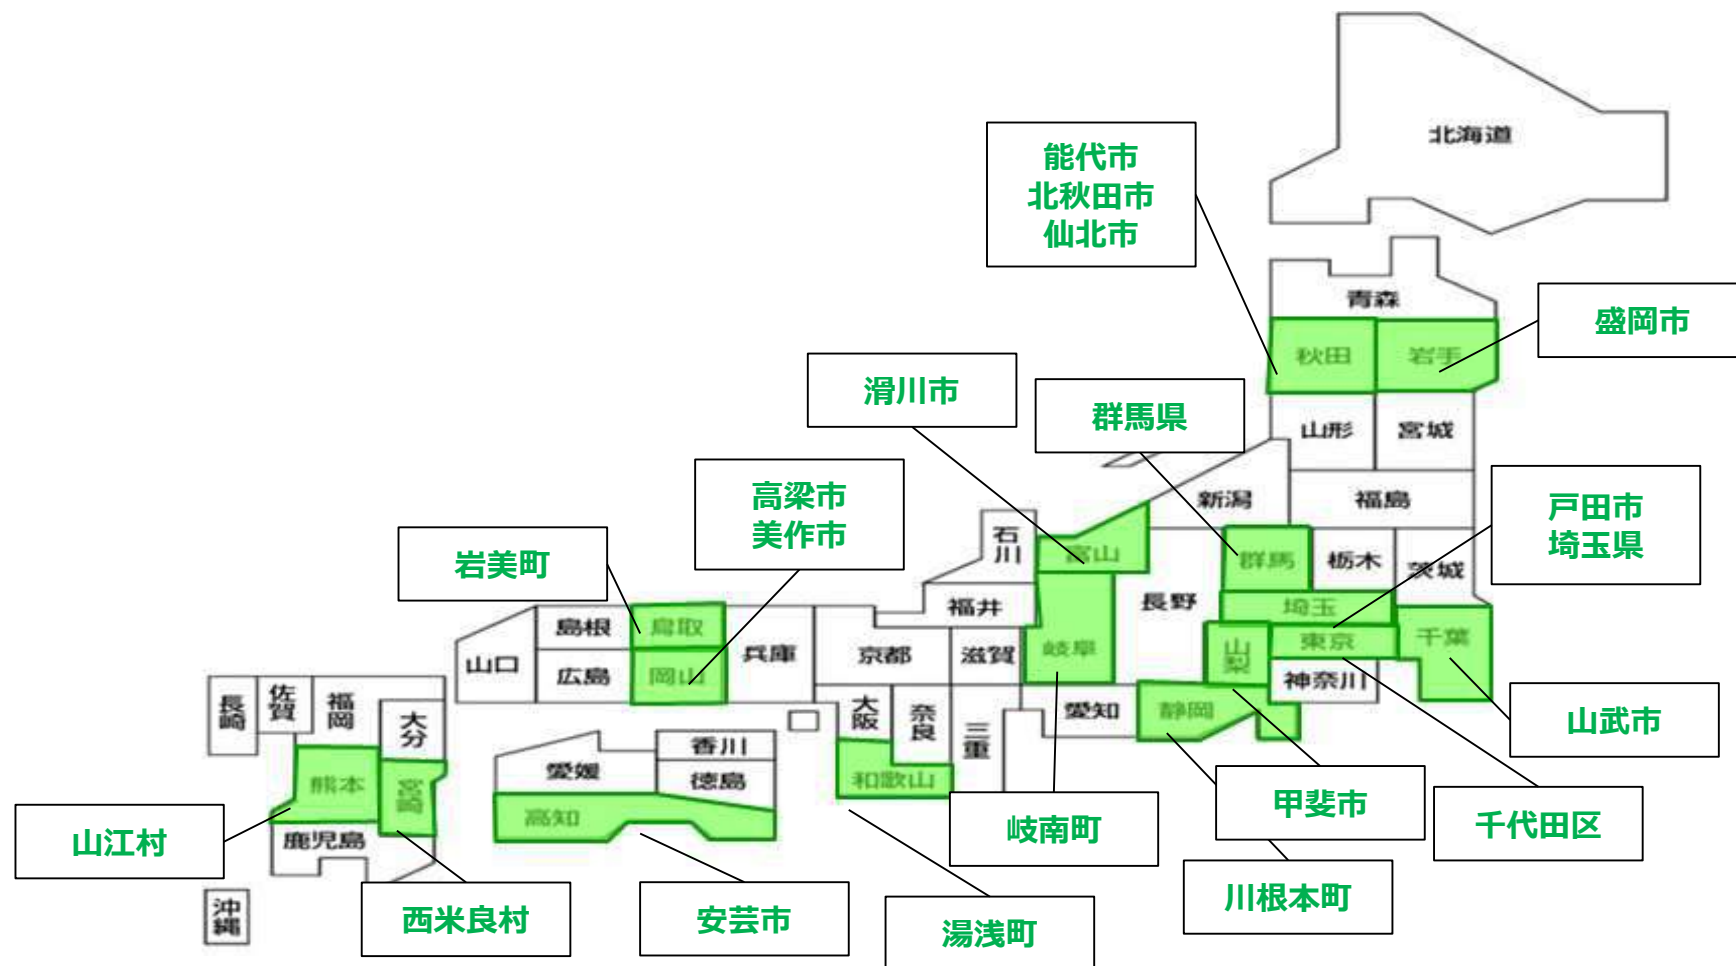 北海道
能代市
北秋田市
仙北市
青森
盛岡市
秋田
岩手
滑川市
群馬県
山形
宮城
高梁市
美作市
新潟
福島
戸田市
埼玉県
岩美町
石川
富山
群馬
栃木
茨城
福井
長野
埼玉
島根
鳥取
兵庫
京都
滋賀
岐阜
山梨
東京
千葉
山口
広島
岡山
神奈川
長崎
佐賀
福岡
大分
大阪
奈良
三重
愛知
静岡
山武市
香川
愛媛
徳島
和歌山
熊本
宮崎
高知
甲斐市
千代田区
岐南町
山江村
鹿児島
川根本町
西米良村
安芸市
湯浅町
沖縄